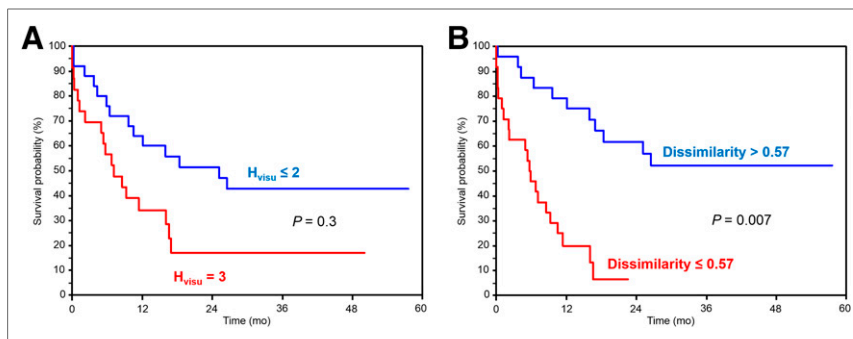 A
100
90
80
70
60
50
40
30
20
10
0
Survival probability (%)
H visu ≤ 2
P = 0.3
H visu = 3
0 12 24 36 48 60
Time (mo)
B
100
90
80
70
60
50
40
30
20
10
0
Survival probability (%)
Dissimilarity > 0.57
P = 0.007
Dissimilarity ≤ 0.57
0 12 24 36 48 60
Time (mo)